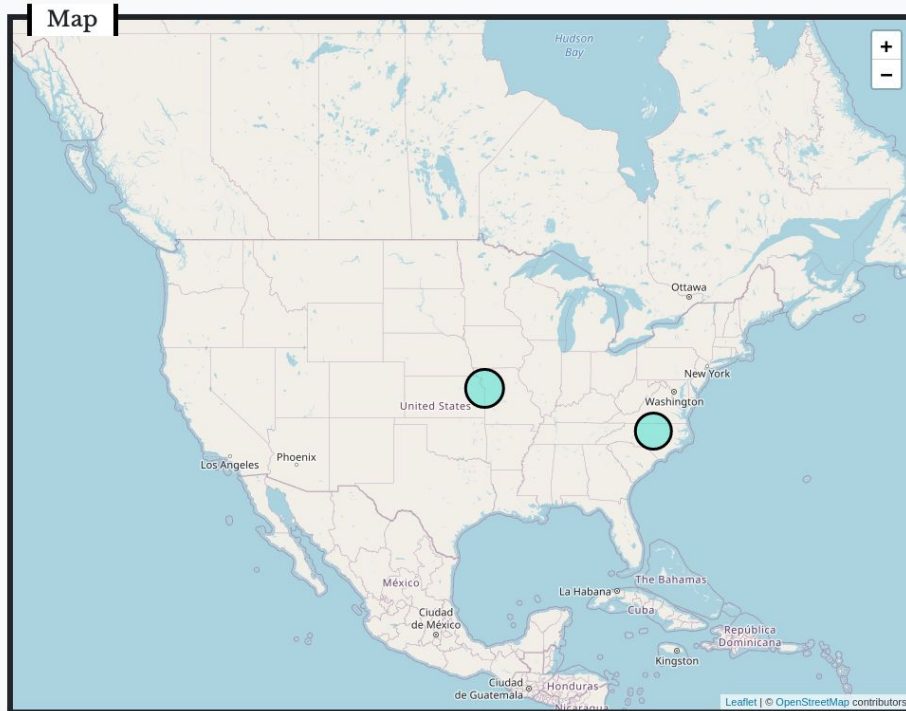 Map
Hudson
Bay
+
−
Ottawa
New York
Washington
United States
Los Angeles
Phoenix
México
Ciudad
de México
La Habana
The Bahamas
Cuba
República
Dominicana
Kingston
Ciudad
de Guatemala
Honduras
Nicaragua
Leaflet | © OpenStreetMap contributors